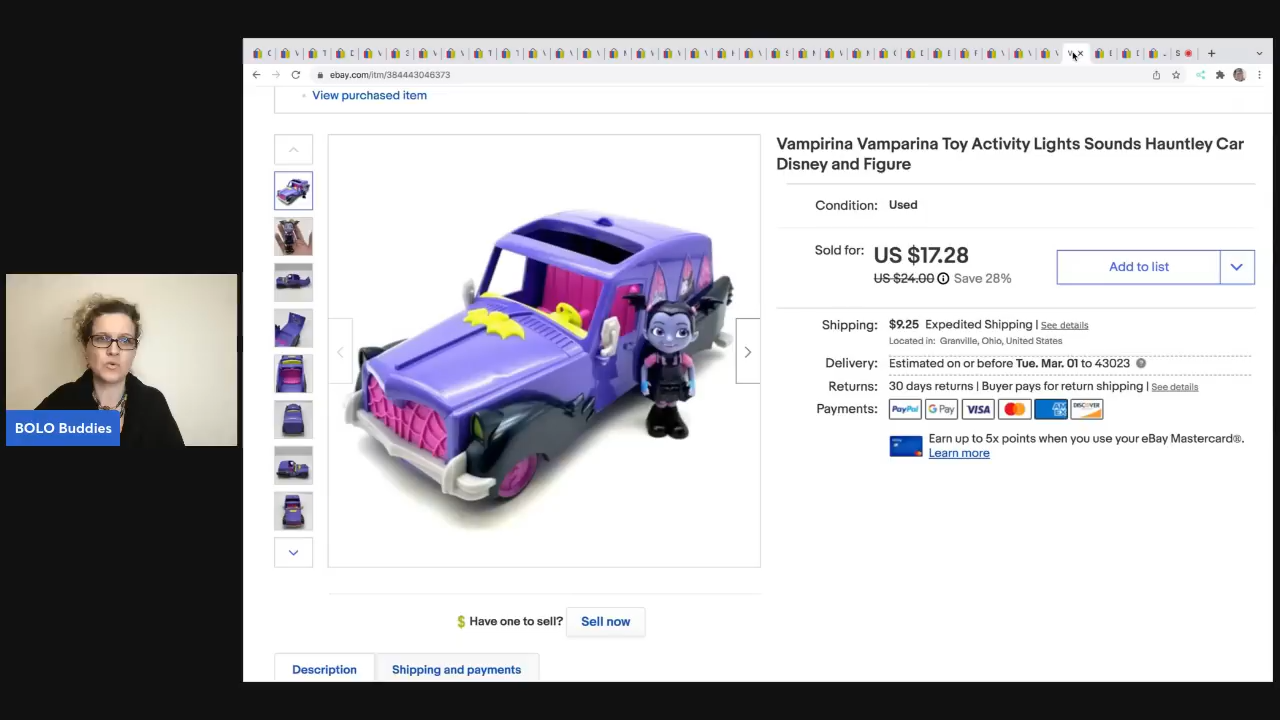 ebay.com/itm/384443046373
View purchased item
Vampirina Vamparina Toy Activity Lights Sounds Hauntley Car
Disney and Figure
Condition: Used
Sold for: US $17.28
US $24.00 Save 28%
Add to list
Shipping: $9.25 Expedited Shipping | See details
Located in: Granville, Ohio, United States
Delivery: Estimated on or before Tue. Mar. 01 to 43023
Returns: 30 days returns | Buyer pays for return shipping | See details
Payments: PayPal G Pay VISA DISCOVER
Earn up to 5x points when you use your eBay Mastercard®.
Learn more
BOLO Buddies
$ Have one to sell? Sell now
Description Shipping and payments